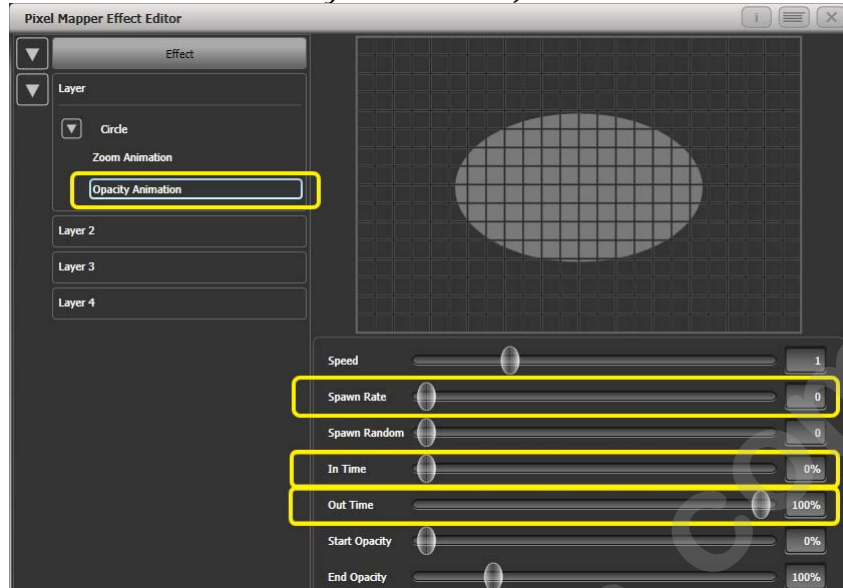 Pixel Mapper Effect Editor
i
Effect
Layer
Circle
Zoom Animation
Opacity Animation
Layer 2
Layer 3
Layer 4
Speed 1
Spawn Rate 0
Spawn Random 0
In Time 0%
Out Time 100%
Start Opacity 0%
End Opacity 100%